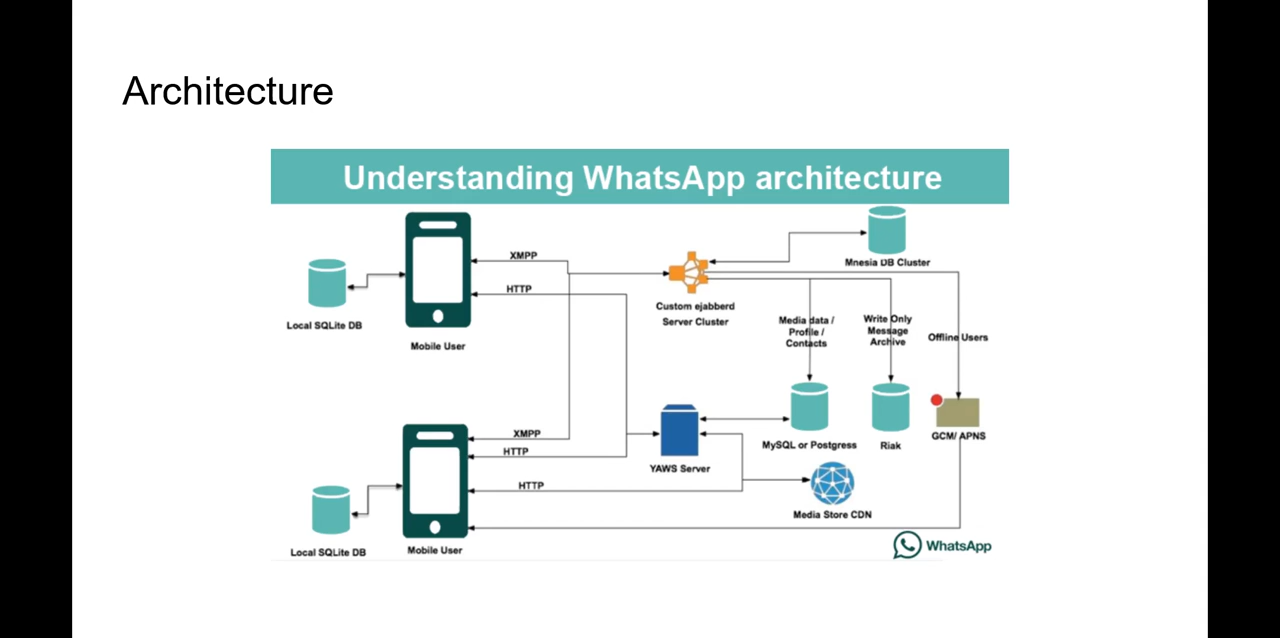 Architecture
Understanding WhatsApp architecture
XMPP
HTTP
Local SQLite DB
Mobile User
Custom ejabberd
Server Cluster
Mnesia DB Cluster
Media data /
Profile /
Contacts
Write Only
Message
Archive
Offline Users
XMPP
HTTP
HTTP
YAWS Server
MySQL or Postgress
Riak
GCM/ APNS
Media Store CDN
Local SQLite DB
Mobile User
WhatsApp